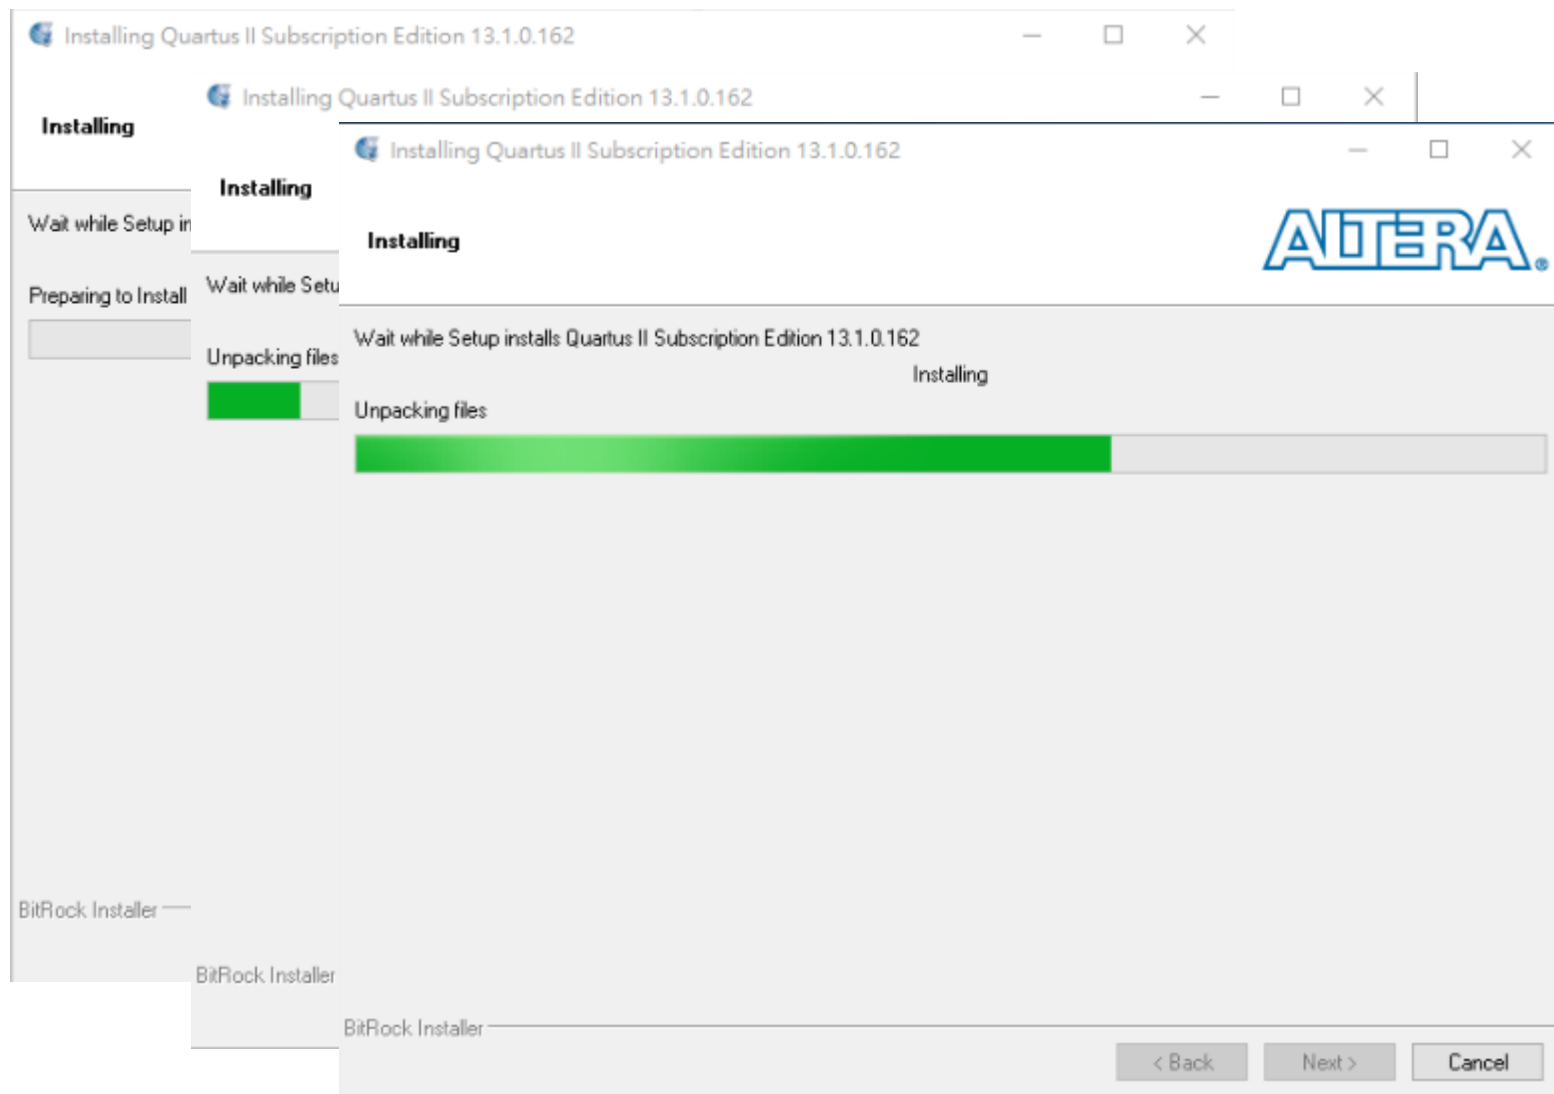 Installing Quartus II Subscription Edition 13.1.0.162
Installing
Wait while Setup in
Preparing to Install
BitRock Installer
Installing Quartus II Subscription Edition 13.1.0.162
Installing
Wait while Setu
Unpacking files
BitRock Installer
Installing Quartus II Subscription Edition 13.1.0.162
Installing
ALTERA®
Wait while Setup installs Quartus II Subscription Edition 13.1.0.162
Installing
Unpacking files
BitRock Installer
< Back Next > Cancel